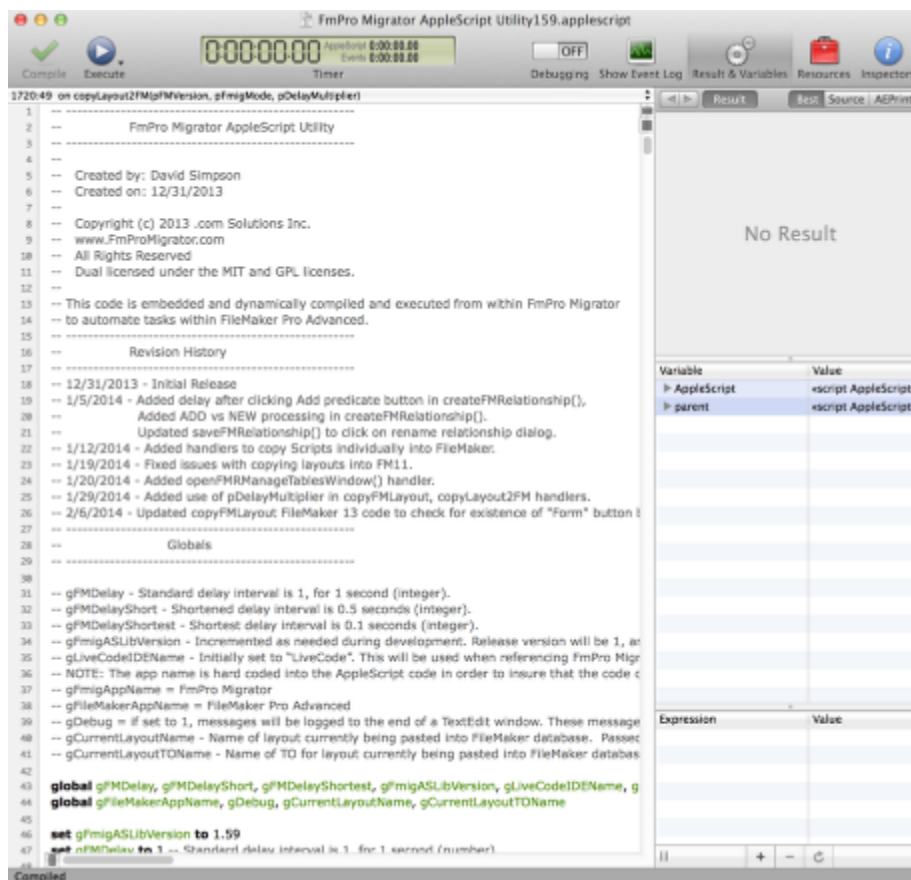 FmPro Migrator AppleScript Utility159.applescript
0:00:00.00 AppleScript 0:00:00.00
Events 0:00:00.00
OFF
Compile Execute Timer Debugging Show Event Log Result & Variables Resources Inspector
1720:49 on copyLayout2FM(pFMVersion, pFmigMode, pDelayMultiplier)
Result Best Source AEPrint
1 -- ------------------------------------------------------
2 -- FmPro Migrator AppleScript Utility
3 -- ------------------------------------------------------
4 --
5 -- Created by: David Simpson
6 -- Created on: 12/31/2013
7 --
8 -- Copyright (c) 2013 .com Solutions Inc.
9 -- www.FmProMigrator.com
10 -- All Rights Reserved
11 -- Dual licensed under the MIT and GPL licenses.
12 --
13 -- This code is embedded and dynamically compiled and executed from within FmPro Migrator
14 -- to automate tasks within FileMaker Pro Advanced.
15 -- ------------------------------------------------------
16 -- Revision History
17 -- ------------------------------------------------------
18 -- 12/31/2013 - Initial Release
19 -- 1/5/2014 - Added delay after clicking Add predicate button in createFMRelationship(),
20 -- Added ADD vs NEW processing in createFMRelationship().
21 -- Updated saveFMRelationship() to click on rename relationship dialog.
22 -- 1/12/2014 - Added handlers to copy Scripts individually into FileMaker.
23 -- 1/19/2014 - Fixed issues with copying layouts into FM11.
24 -- 1/20/2014 - Added openFMRManageTablesWindow() handler.
25 -- 1/29/2014 - Added use of pDelayMultiplier in copyFMLayout, copyLayout2FM handlers.
26 -- 2/6/2014 - Updated copyFMLayout FileMaker 13 code to check for existence of "Form" button
27 -- ------------------------------------------------------
28 -- Globals
29 -- ------------------------------------------------------
30
31 -- gFMDelay - Standard delay interval is 1, for 1 second (integer).
32 -- gFMDelayShort - Shortened delay interval is 0.5 seconds (integer).
33 -- gFMDelayShortest - Shortest delay interval is 0.1 seconds (integer).
34 -- gFmigASLibVersion - Incremented as needed during development. Release version will be 1, as
35 -- gLiveCodeIDEName - Initially set to "LiveCode". This will be used when referencing FmPro Migr
36 -- NOTE: The app name is hard coded into the AppleScript code in order to insure that the code
37 -- gFmigAppName = FmPro Migrator
38 -- gFileMakerAppName = FileMaker Pro Advanced
39 -- gDebug = if set to 1, messages will be logged to the end of a TextEdit window. These message
40 -- gCurrentLayoutName - Name of layout currently being pasted into FileMaker database. Passed
41 -- gCurrentLayoutTOName - Name of TO for layout currently being pasted into FileMaker databas
42
43 global gFMDelay, gFMDelayShort, gFMDelayShortest, gFmigASLibVersion, gLiveCodeIDEName, g
44 global gFileMakerAppName, gDebug, gCurrentLayoutName, gCurrentLayoutTOName
45
46 set gFmigASLibVersion to 1.59
47 set gFMDelay to 1 -- Standard delay interval is 1, for 1 second (number)
48
No Result
Variable Value
AppleScript «script AppleScript
parent «script AppleScript
Expression Value
Compiled